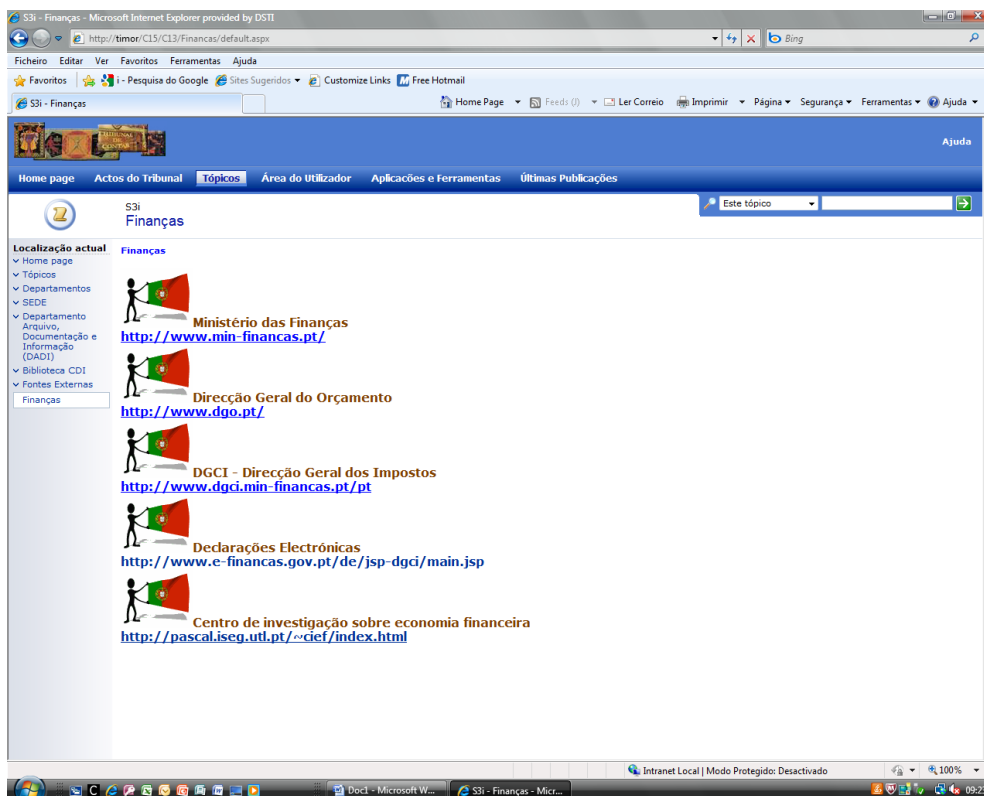 S3i - Finanças - Microsoft Internet Explorer provided by DSTI
http://timor/C15/C13/Financas/default.aspx
Bing
Ficheiro Editar Ver Favoritos Ferramentas Ajuda
Favoritos i - Pesquisa do Google Sites Sugeridos Customize Links Free Hotmail
S3i - Finanças
Home Page Feeds (J) Ler Correio Imprimir Página Segurança Ferramentas Ajuda
TRIBUNAL
DE
CONTAS
Ajuda
Home page Actos do Tribunal Tópicos Área do Utilizador Aplicacões e Ferramentas Últimas Publicações
S3i
Finanças
Este tópico
Localização actual
Home page
Tópicos
Departamentos
SEDE
Departamento
Arquivo,
Documentação e
Informação
(DADI)
Biblioteca CDI
Fontes Externas
Finanças
Finanças
Ministério das Finanças
http://www.min-financas.pt/
Direcção Geral do Orçamento
http://www.dgo.pt/
DGCI - Direcção Geral dos Impostos
http://www.dgci.min-financas.pt/pt
Declarações Electrónicas
http://www.e-financas.gov.pt/de/jsp-dgci/main.jsp
Centro de investigação sobre economia financeira
http://pascal.iseg.utl.pt/~cief/index.html
Intranet Local | Modo Protegido: Desactivado
100%
Doc1 - Microsoft W...
S3i - Finanças - Micr...